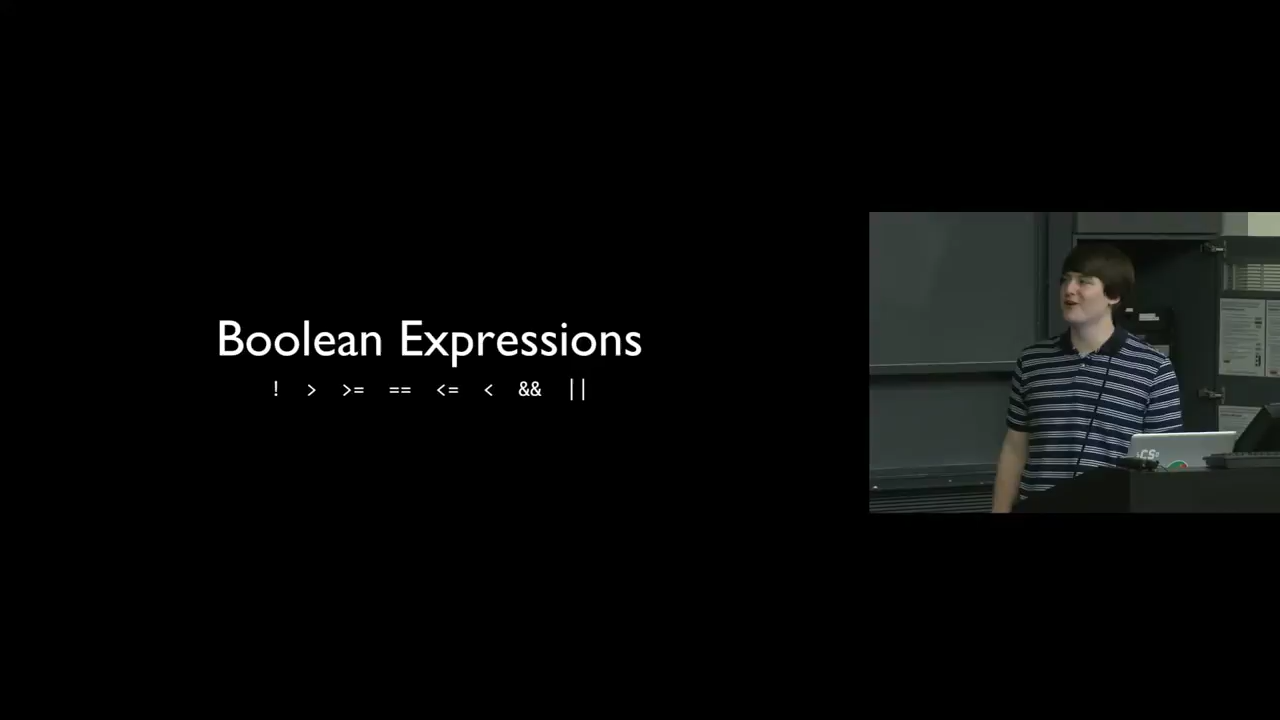 Boolean Expressions
! > >= == <= < && ||